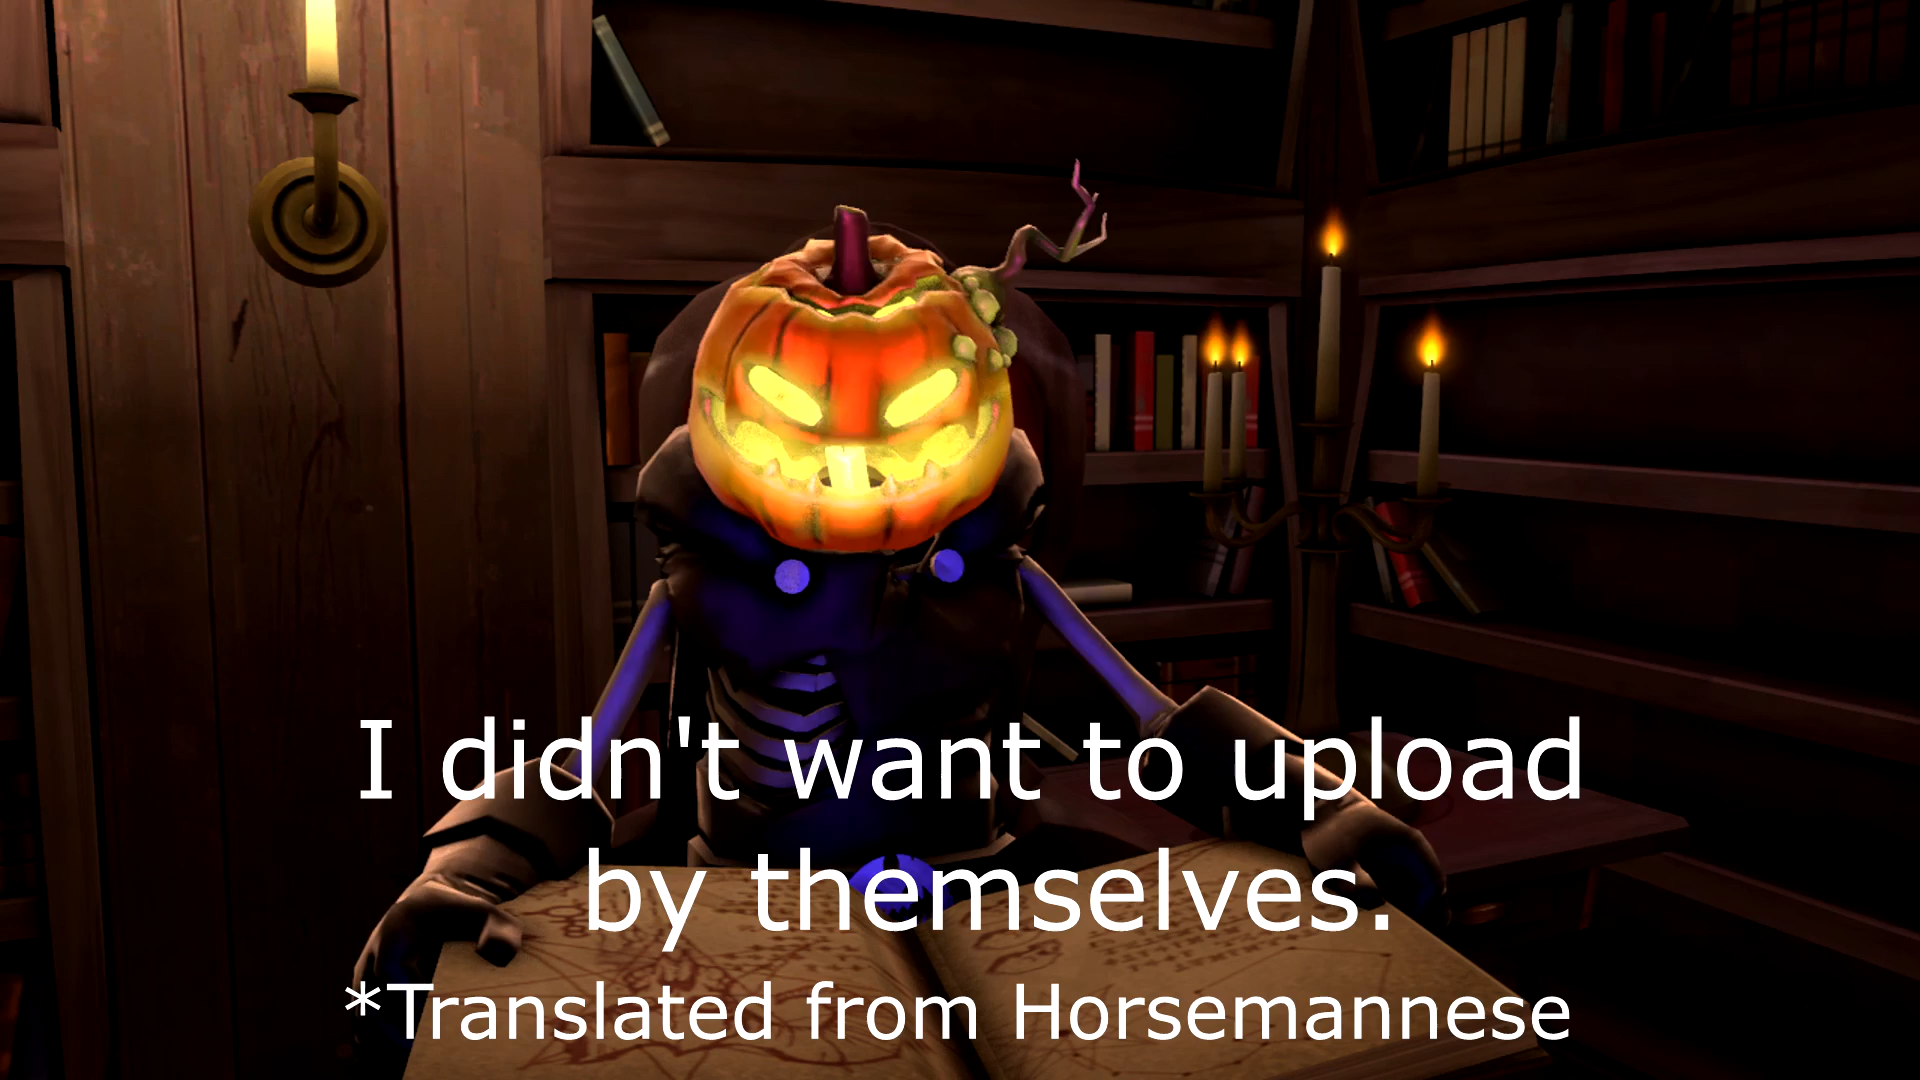 I didn't want to upload
by themselves.
*Translated from Horsemannese